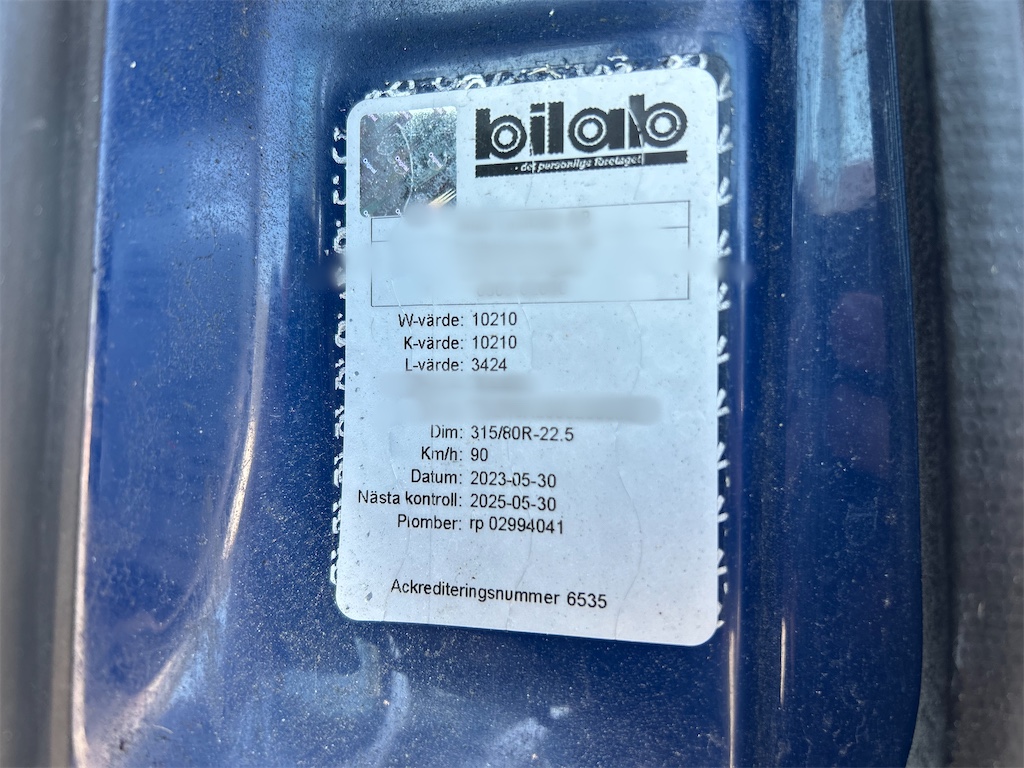 bilab
- det personliga företaget
W-värde: 10210
K-värde: 10210
L-värde: 3424
Dim: 315/80R-22.5
Km/h: 90
Datum: 2023-05-30
Nästa kontroll: 2025-05-30
Plomber: rp 02994041
Ackrediteringsnummer 6535